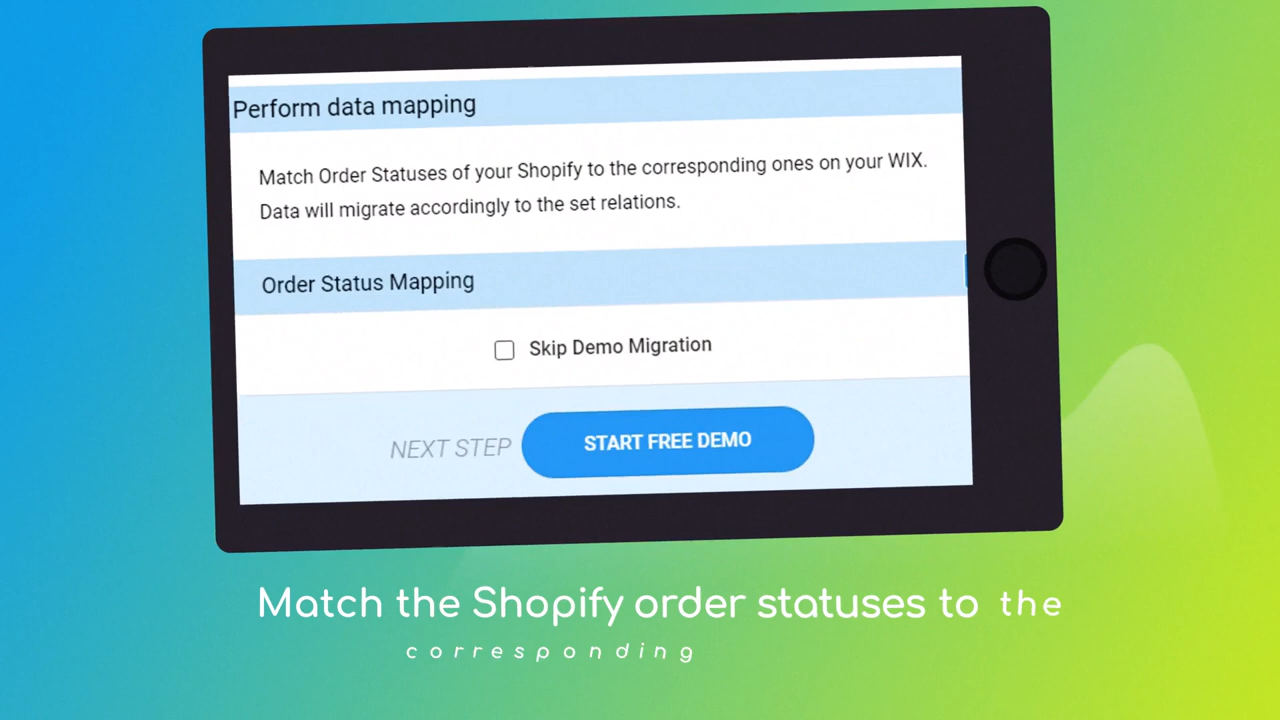 Perform data mapping
Match Order Statuses of your Shopify to the corresponding ones on your WIX.
Data will migrate accordingly to the set relations.
Order Status Mapping
Skip Demo Migration
NEXT STEP START FREE DEMO
Match the Shopify order statuses to the
corresponding